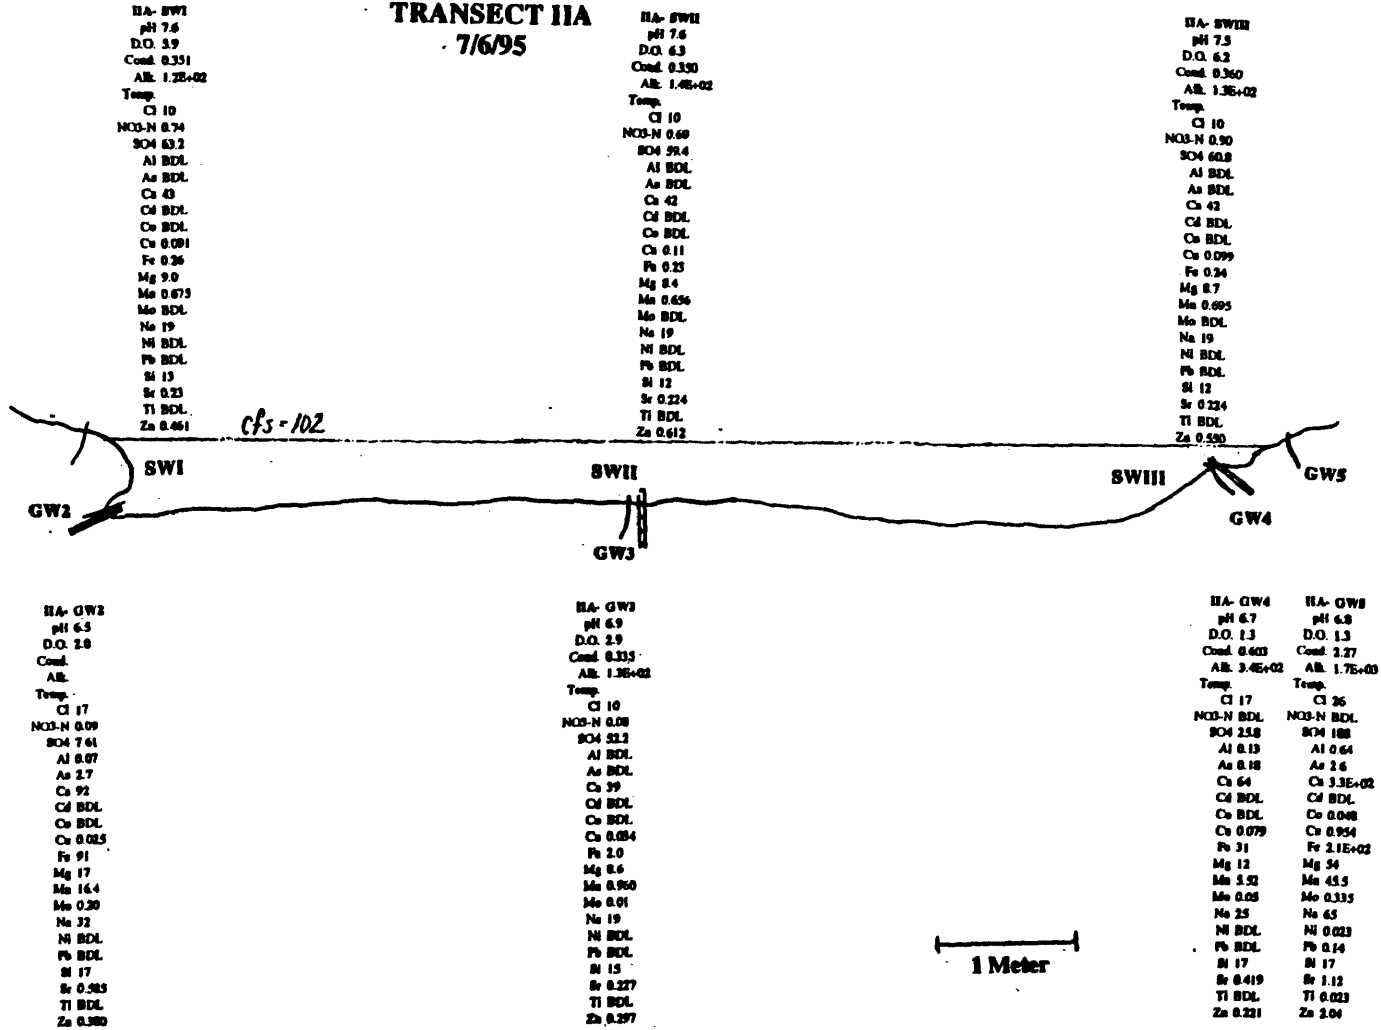 TRANSECT IIA
7/6/95
IIA- SWI
pH 7.6
D.O. 5.9
Cond. 0.351
Alk. 1.2E+02
Temp.
Cl 10
NO3-N 0.74
SO4 63.2
Al BDL
As BDL
Ca 43
Cd BDL
Co BDL
Cu 0.091
Fe 0.26
Mg 9.0
Mn 0.675
Mo BDL
Na 19
Ni BDL
Pb BDL
Si 13
Sr 0.23
Ti BDL
Zn 0.461
IIA- SWII
pH 7.6
D.O. 6.3
Cond. 0.350
Alk. 1.4E+02
Temp.
Cl 10
NO3-N 0.60
SO4 59.4
Al BDL
As BDL
Ca 42
Cd BDL
Co BDL
Cu 0.11
Fe 0.23
Mg 8.4
Mn 0.656
Mo BDL
Na 19
Ni BDL
Pb BDL
Si 12
Sr 0.224
Ti BDL
Zn 0.612
IIA- SWIII
pH 7.5
D.O. 6.2
Cond. 0.360
Alk. 1.3E+02
Temp.
Cl 10
NO3-N 0.90
SO4 60.8
Al BDL
As BDL
Ca 42
Cd BDL
Co BDL
Cu 0.099
Fe 0.24
Mg 8.7
Mn 0.695
Mo BDL
Na 19
Ni BDL
Pb BDL
Si 12
Sr 0.224
Ti BDL
Zn 0.550
cfs = 102
SWI
SWII
SWIII
GW2
GW3
GW4
GW5
IIA- GW2
pH 6.5
D.O. 2.0
Cond.
Alk.
Temp.
Cl 17
NO3-N 0.09
SO4 7.61
Al 0.07
As 2.7
Ca 92
Cd BDL
Co BDL
Cu 0.025
Fe 91
Mg 17
Mn 16.4
Mo 0.20
Na 32
Ni BDL
Pb BDL
Si 17
Sr 0.585
Ti BDL
Zn 0.380
IIA- GW3
pH 6.9
D.O. 2.9
Cond. 0.335
Alk. 1.3E+02
Temp.
Cl 10
NO3-N 0.08
SO4 52.2
Al BDL
As BDL
Ca 39
Cd BDL
Co BDL
Cu 0.084
Fe 2.0
Mg 8.6
Mn 0.960
Mo 0.01
Na 19
Ni BDL
Pb BDL
Si 15
Sr 0.227
Ti BDL
Zn 0.297
IIA- GW4
pH 6.7
D.O. 1.3
Cond. 0.603
Alk. 3.4E+02
Temp.
Cl 17
NO3-N BDL
SO4 25.8
Al 0.13
As 0.18
Ca 64
Cd BDL
Co BDL
Cu 0.079
Fe 31
Mg 12
Mn 5.52
Mo 0.05
Na 25
Ni BDL
Pb BDL
Si 17
Sr 0.419
Ti BDL
Zn 0.221
IIA- GW5
pH 6.8
D.O. 1.3
Cond. 2.27
Alk. 1.7E+03
Temp.
Cl 26
NO3-N BDL
SO4 188
Al 0.64
As 2.6
Ca 3.3E+02
Cd BDL
Co 0.048
Cu 0.954
Fe 2.1E+02
Mg 54
Mn 45.5
Mo 0.335
Na 65
Ni 0.023
Pb 0.14
Si 17
Sr 1.12
Ti 0.023
Zn 2.04
1 Meter